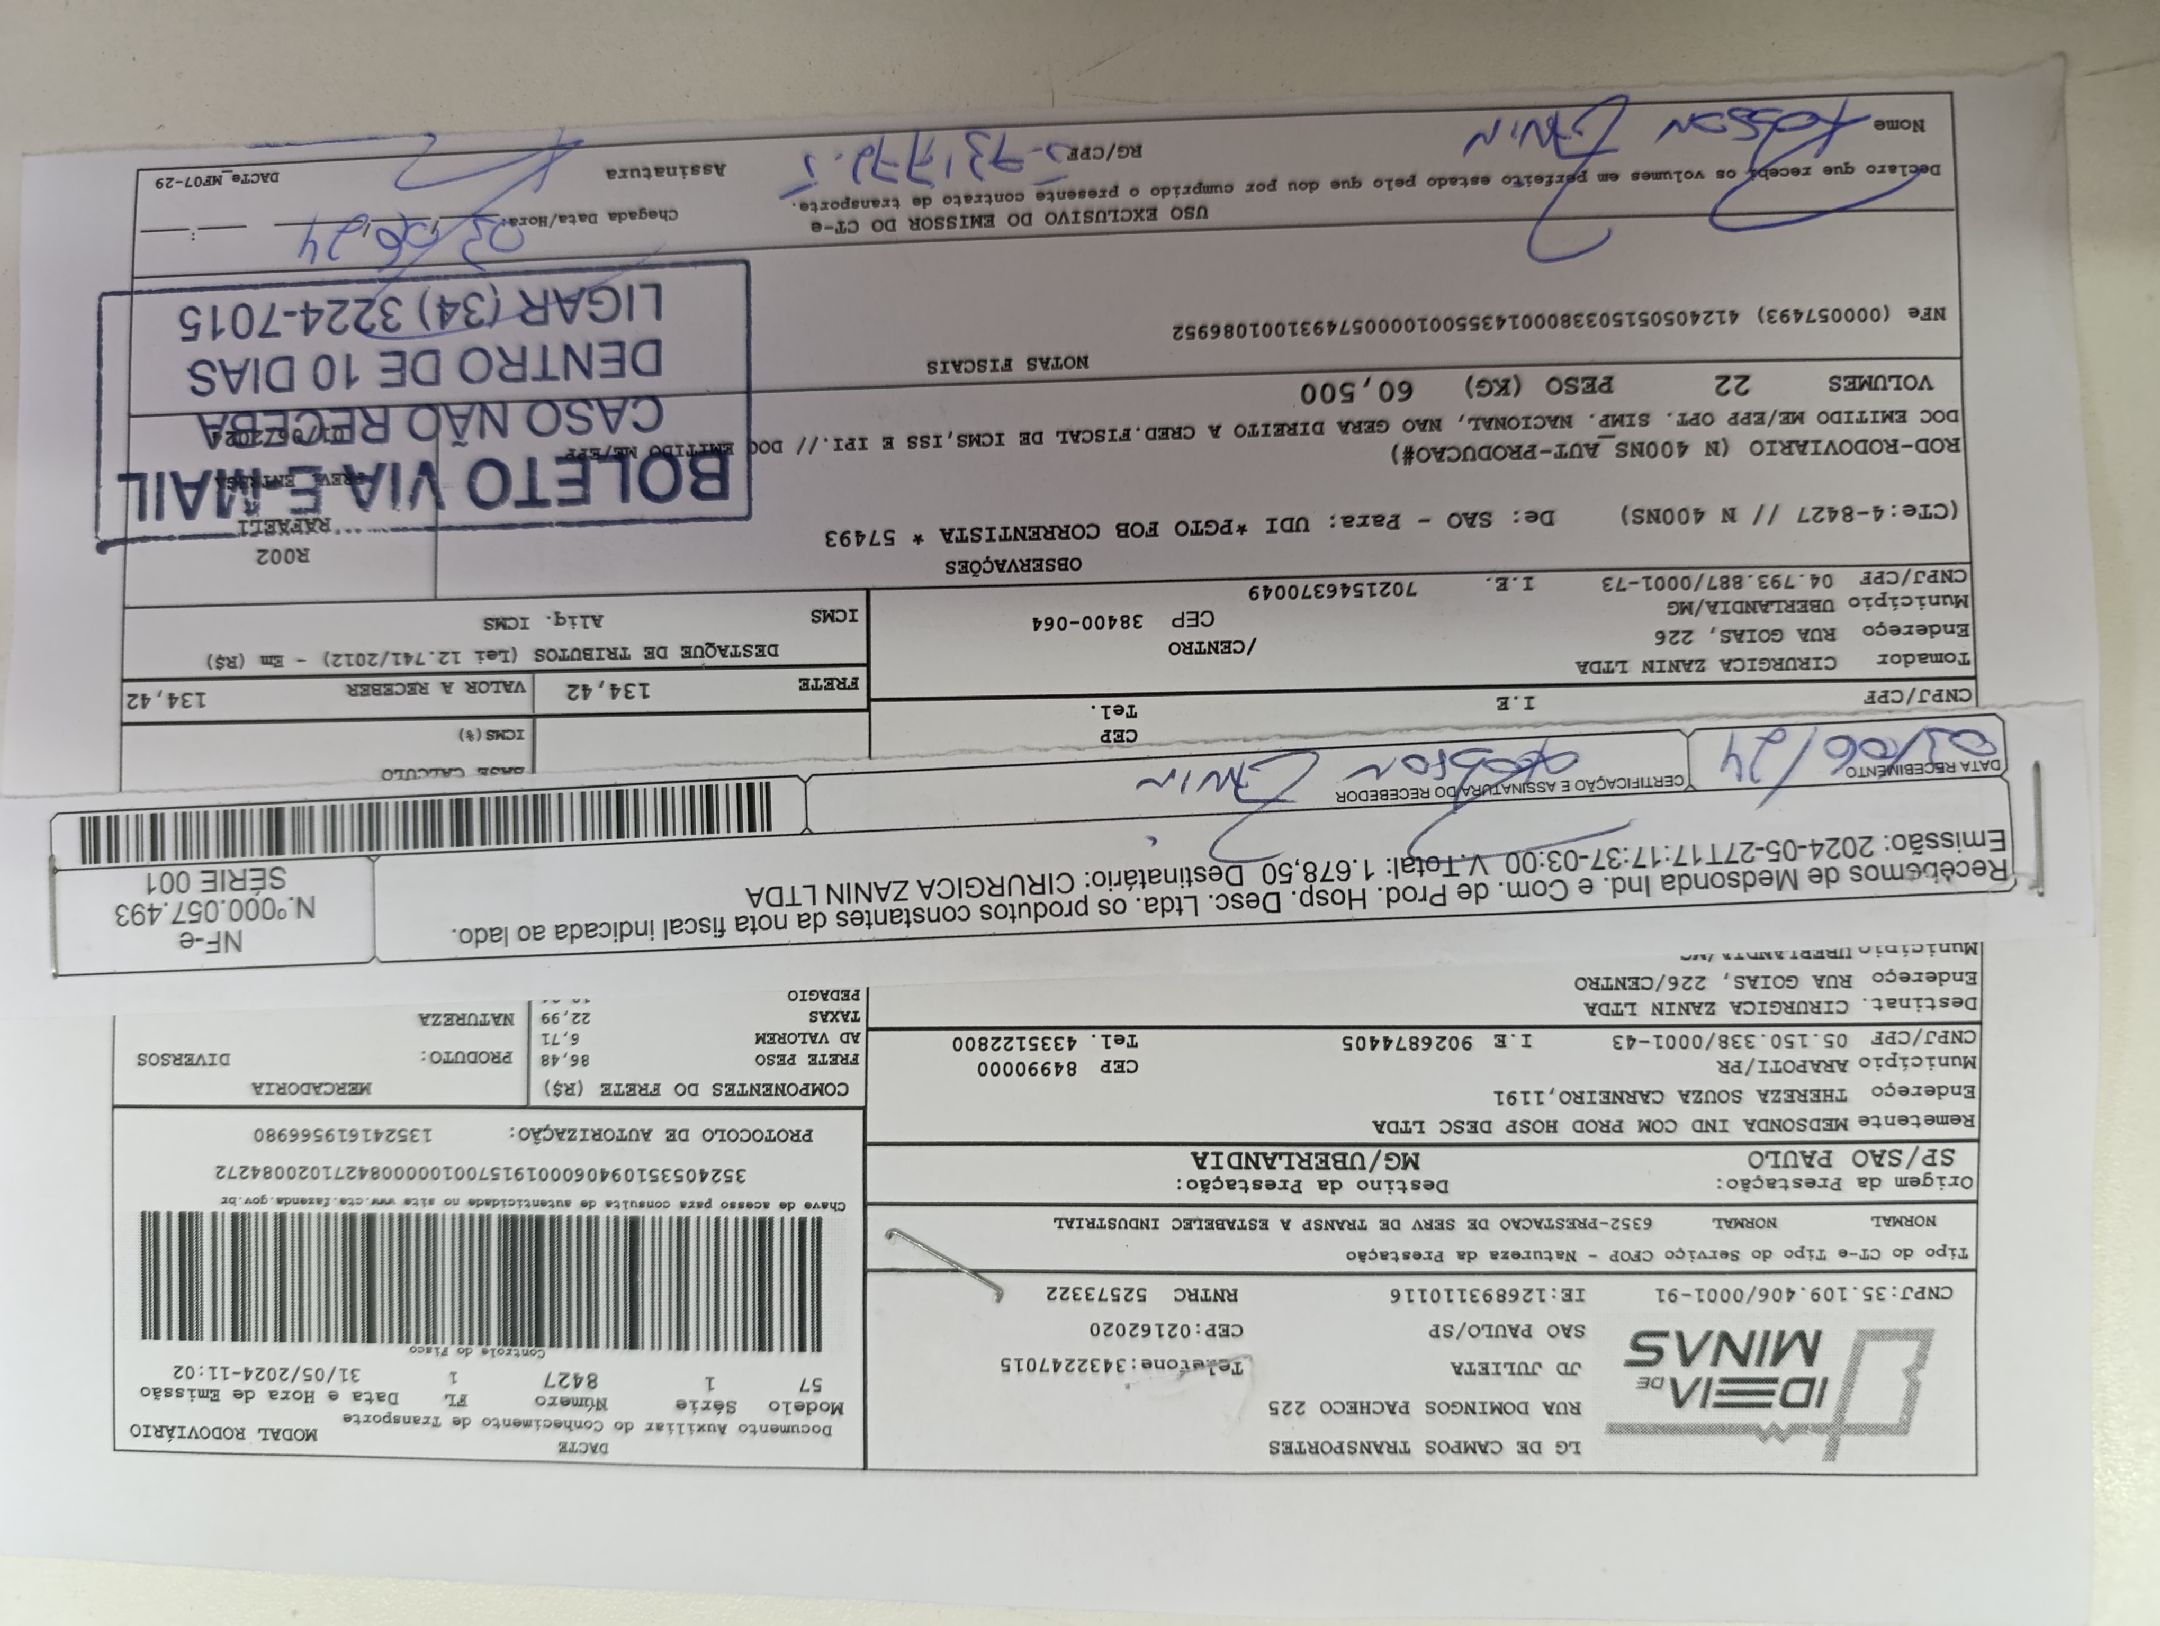 LG DE CAMPOS TRANSPORTES
RUA DOMINGOS PACHECO 225
JD JULIETA Telefone:3432247015
SAO PAULO/SP CEP:02162020
IDEIA DE MINAS
CNPJ:35.109.406/0001-91 IE:126893110116 RNTRC 52573322
DACTE
Documento Auxiliar do Conhecimento de Transporte
MODAL RODOVIÁRIO
Modelo Série Número FL Data e Hora de Emissão
57 1 8427 1 31/05/2024-11:02
Controle do Fisco
Tipo do CT-e Tipo do Serviço CFOP - Natureza da Prestação
NORMAL NORMAL 6352-PRESTACAO DE SERV DE TRANSP A ESTABELEC INDUSTRIAL
Chave de acesso para consulta de autenticidade no site www.cte.fazenda.gov.br
35240535109406000191570010000084271020084272
Origem da Prestação: Destino da Prestação:
SP/SAO PAULO MG/UBERLANDIA
PROTOCOLO DE AUTORIZAÇÃO: 135241619566980
Remetente MEDSONDA IND COM PROD HOSP DESC LTDA
Endereço THEREZA SOUZA CARNEIRO,1191
Município ARAPOTI/PR CEP 84990000
CNPJ/CPF 05.150.338/0001-43 I.E 9026874405 Tel. 4335122800
COMPONENTES DO FRETE (R$) MERCADORIA
FRETE PESO 86,48 PRODUTO: DIVERSOS
AD VALOREM 6,71
TAXAS 22,99 NATUREZA
PEDAGIO
Destinat. CIRURGICA ZANIN LTDA
Endereço RUA GOIAS, 226/CENTRO
Município UBERLANDIA/MG
Recebemos de Medsonda Ind. e Com. de Prod. Hosp. Desc. Ltda. os produtos constantes da nota fiscal indicada ao lado.
Emissão: 2024-05-27T17:17:37-03:00 V.Total: 1.678,50 Destinatário: CIRURGICA ZANIN LTDA
NF-e
N.º000.057.493
SÉRIE 001
DATA RECEBIMENTO
03/06/24
CERTIFICAÇÃO E ASSINATURA DO RECEBEDOR
BASE CALCULO
CEP ICMS(%)
CNPJ/CPF I.E Tel.
FRETE 134,42 VALOR A RECEBER 134,42
Tomador CIRURGICA ZANIN LTDA
Endereço RUA GOIAS, 226 /CENTRO
Município UBERLANDIA/MG CEP 38400-064
CNPJ/CPF 04.793.887/0001-73 I.E. 7021546370049
DESTAQUE DE TRIBUTOS (Lei 12.741/2012) - Em (R$)
ICMS Aliq. ICMS
OBSERVAÇÕES
R002
RAFAELI
(CTe:4-8427 // N 400NS) De: SAO - Para: UDI *PGTO FOB CORRENTISTA * 57493
ROD-RODOVIARIO (N 400NS_AUT-PRODUCAO#)
DOC EMITIDO ME/EPP OPT. SIMP. NACIONAL, NAO GERA DIREITO A CRED.FISCAL DE ICMS,ISS E IPI.// DOC EMITIDO ME/EPP
VOLUMES 22 PESO (KG) 60,500
BOLETO VIA E-MAIL
CASO NÃO RECEBA
DENTRO DE 10 DIAS
LIGAR (34) 3224-7015
NOTAS FISCAIS
NFe (000057493) 41240505150338000143550010000574931001086952
USO EXCLUSIVO DO EMISSOR DO CT-e
Declaro que recebi os volumes em perfeito estado pelo que dou por cumprido o presente contrato de transporte.
Chegada Data/Hora: 03/06/24
Nome RG/CPF Assinatura
DACTe_MF07-29